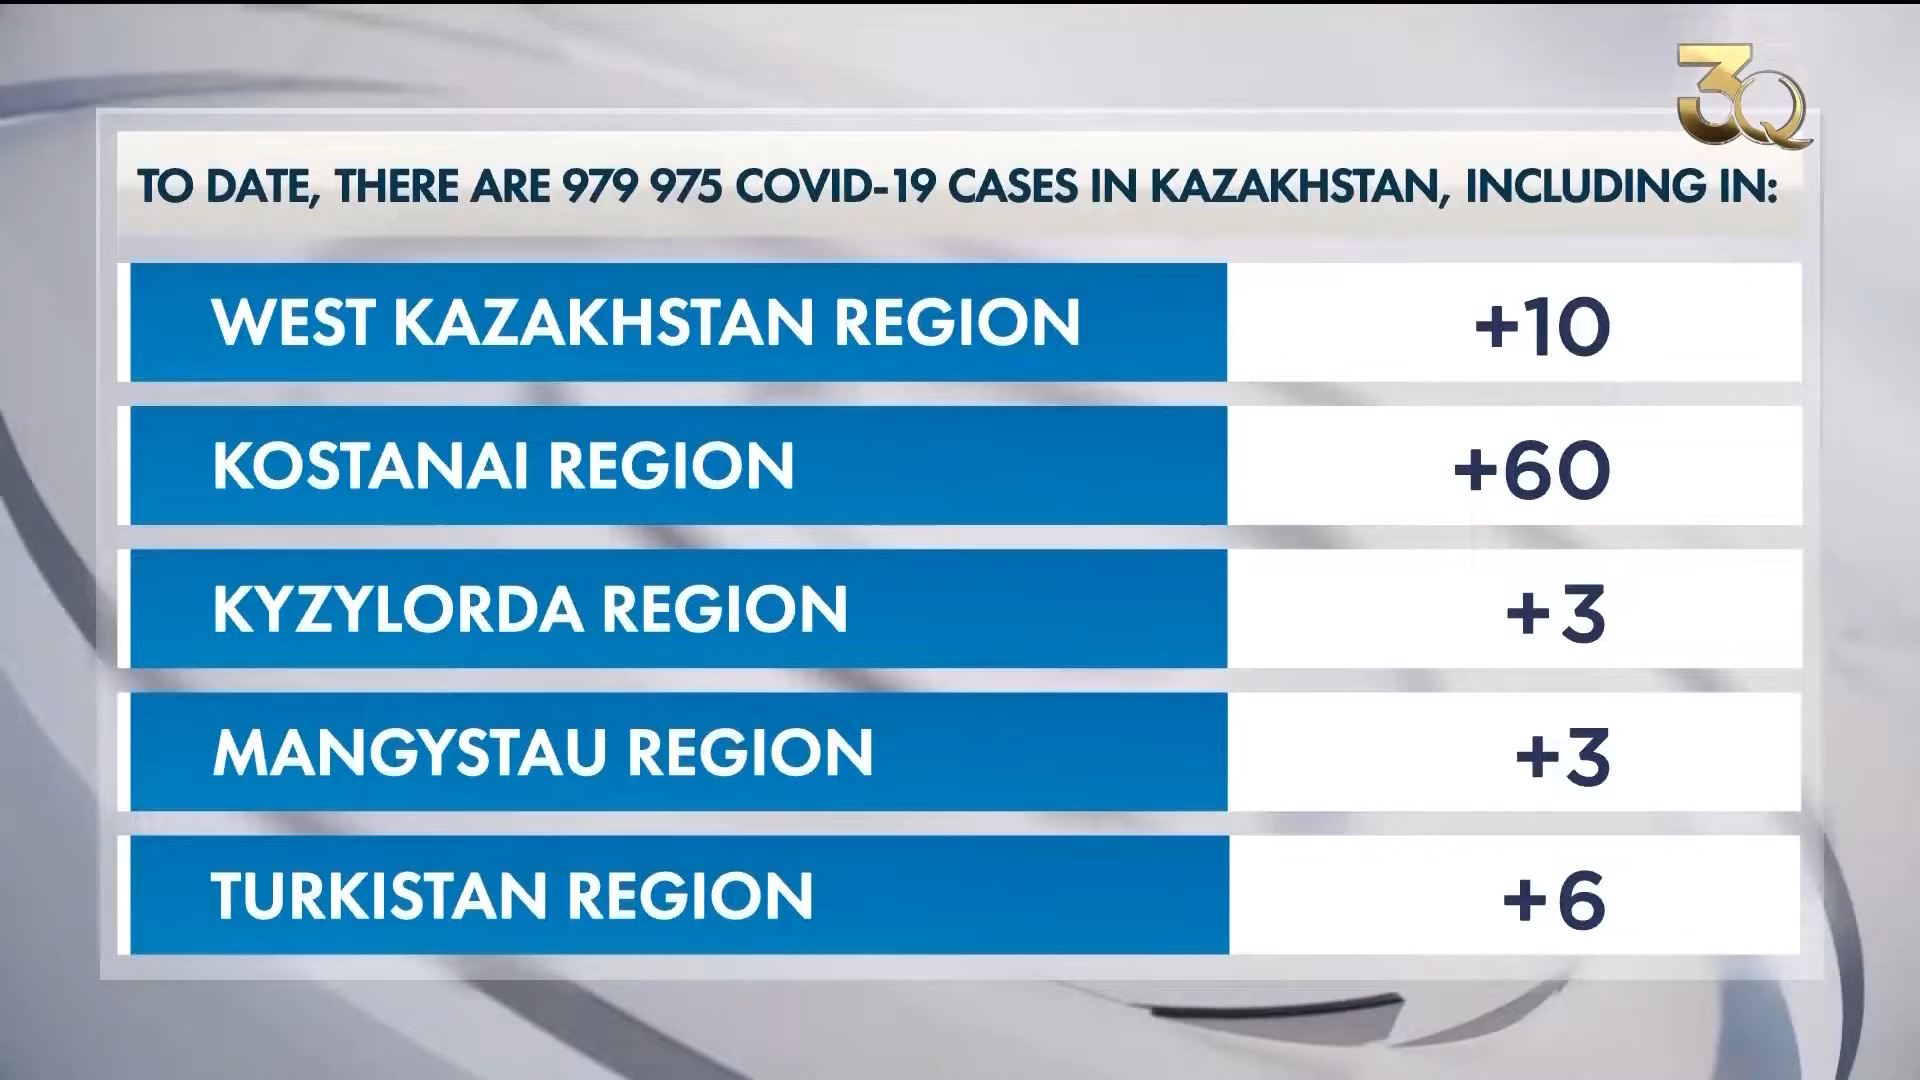 3Q
TO DATE, THERE ARE 979 975 COVID-19 CASES IN KAZAKHSTAN, INCLUDING IN:
WEST KAZAKHSTAN REGION +10
KOSTANAI REGION +60
KYZYLORDA REGION +3
MANGYSTAU REGION +3
TURKISTAN REGION +6